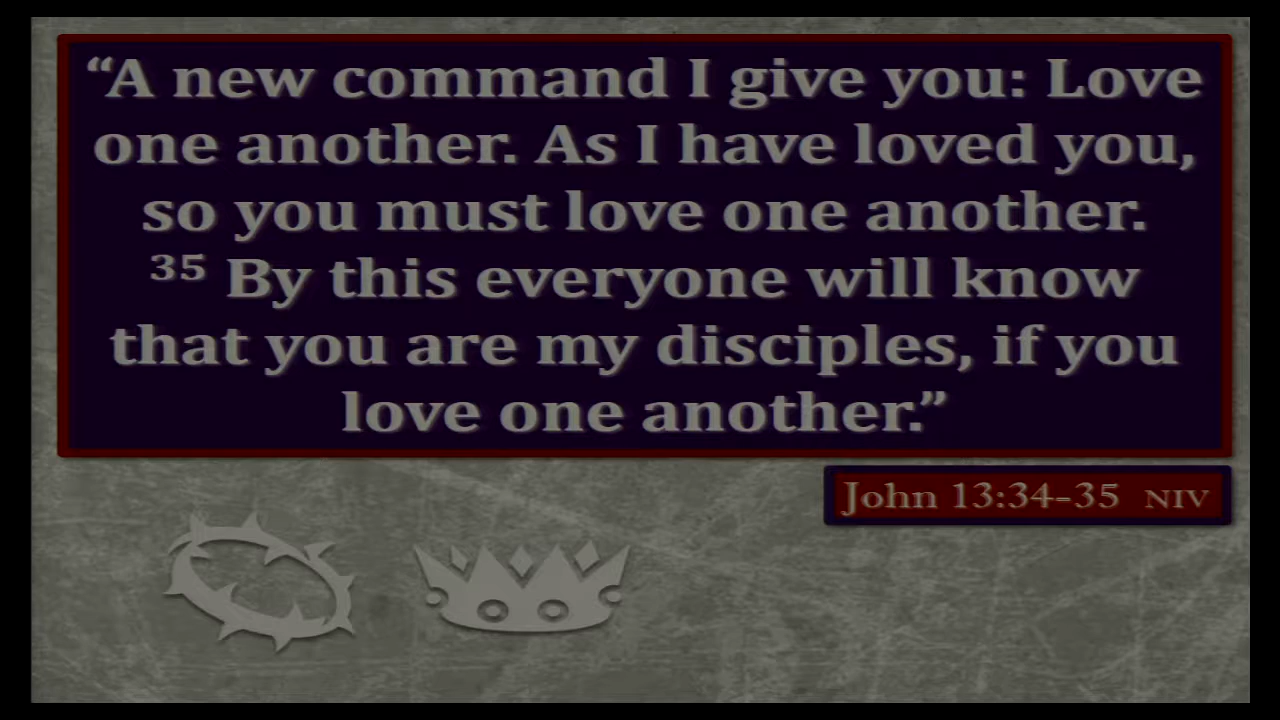 “A new command I give you: Love
one another. As I have loved you,
so you must love one another.
35 By this everyone will know
that you are my disciples, if you
love one another.”
John 13:34-35 NIV